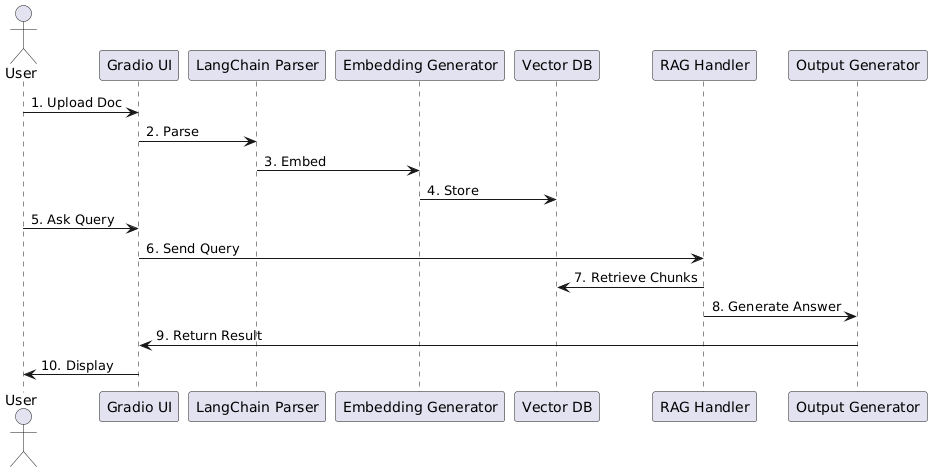 User
Gradio UI
LangChain Parser
Embedding Generator
Vector DB
RAG Handler
Output Generator
1. Upload Doc
2. Parse
3. Embed
4. Store
5. Ask Query
6. Send Query
7. Retrieve Chunks
8. Generate Answer
9. Return Result
10. Display
User
Gradio UI
LangChain Parser
Embedding Generator
Vector DB
RAG Handler
Output Generator